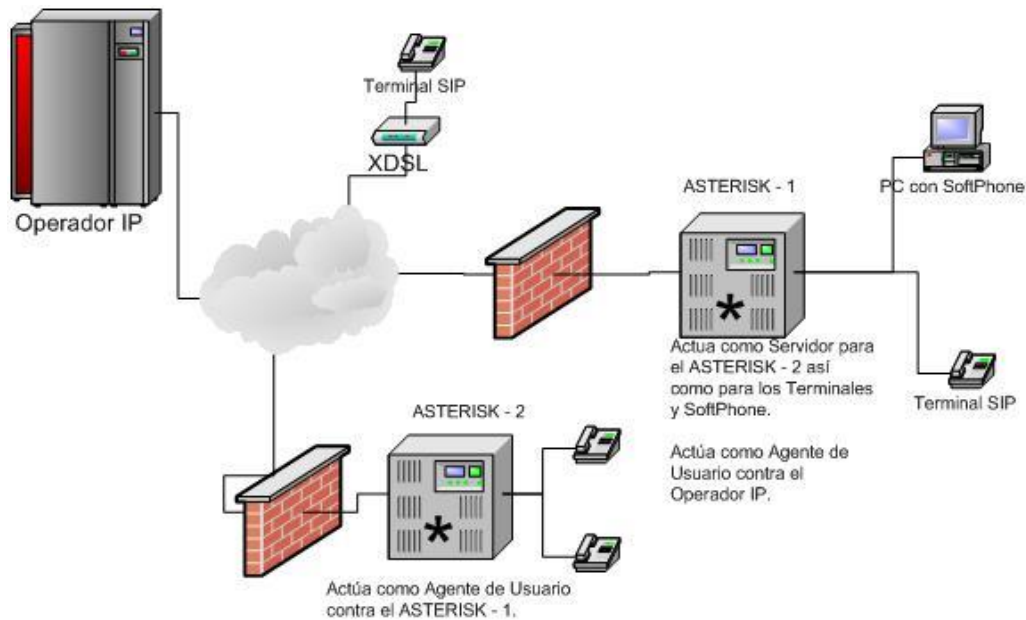 Terminal SIP
XDSL
Operador IP
ASTERISK - 1
PC con SoftPhone
*
Actua como Servidor para
el ASTERISK - 2 así
como para los Terminales
y SoftPhone.
Terminal SIP
Actúa como Agente de
Usuario contra el
Operador IP.
ASTERISK - 2
*
Actúa como Agente de Usuario
contra el ASTERISK - 1.